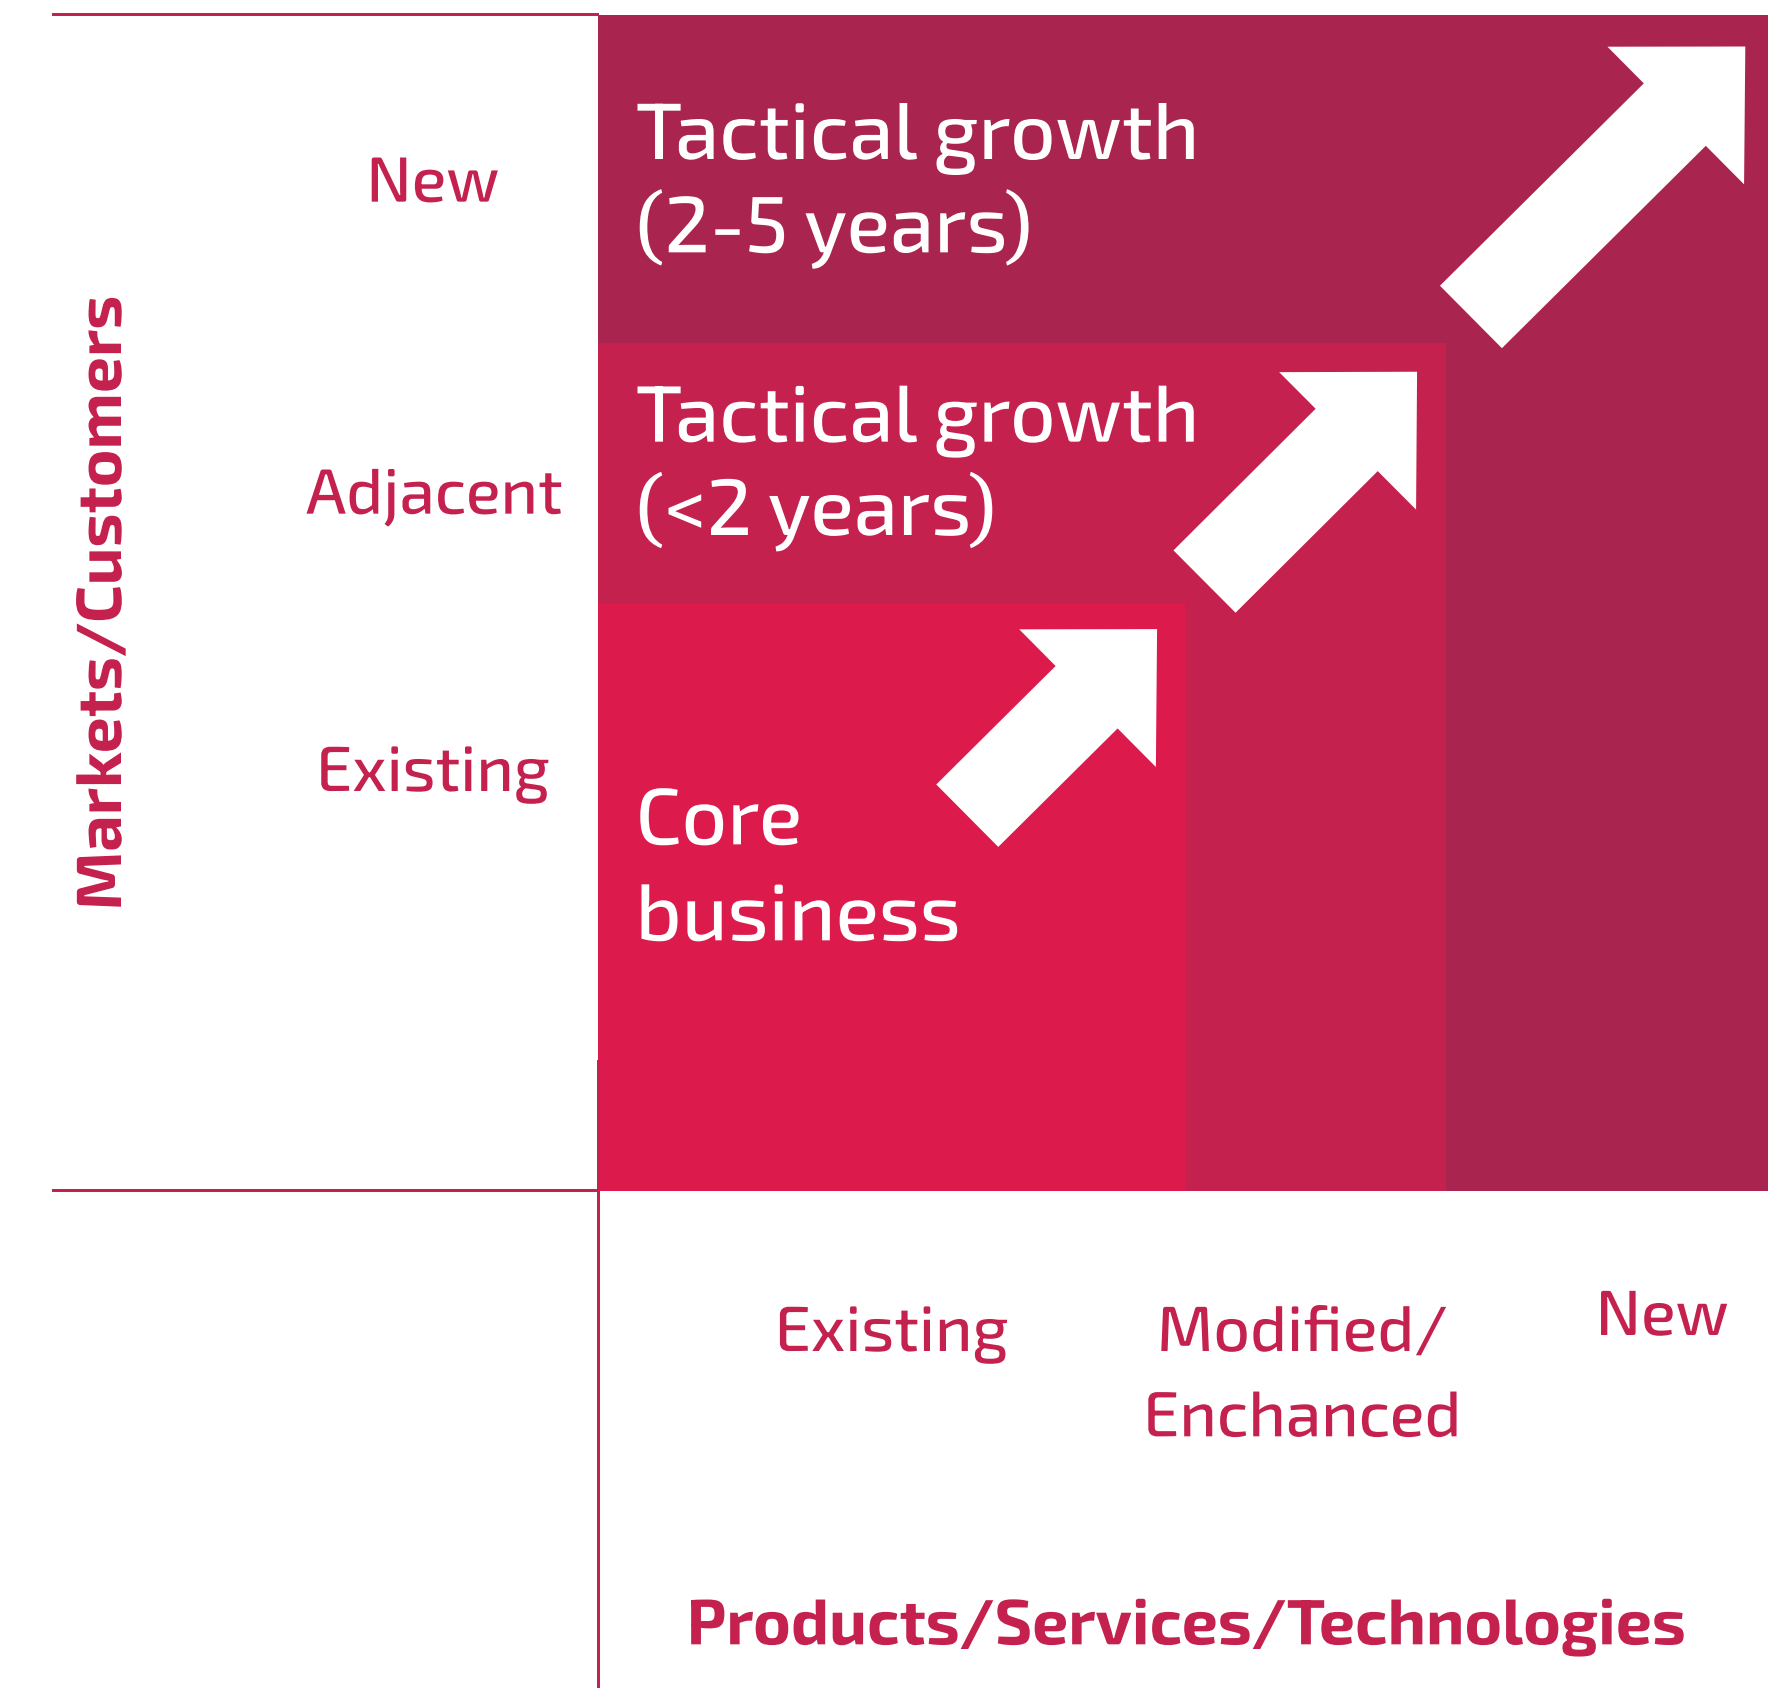 Markets/Customers
New
Tactical growth
(2-5 years)
Adjacent
Tactical growth
(<2 years)
Existing
Core
business
Existing
Modified/
Enchanced
New
Products/Services/Technologies